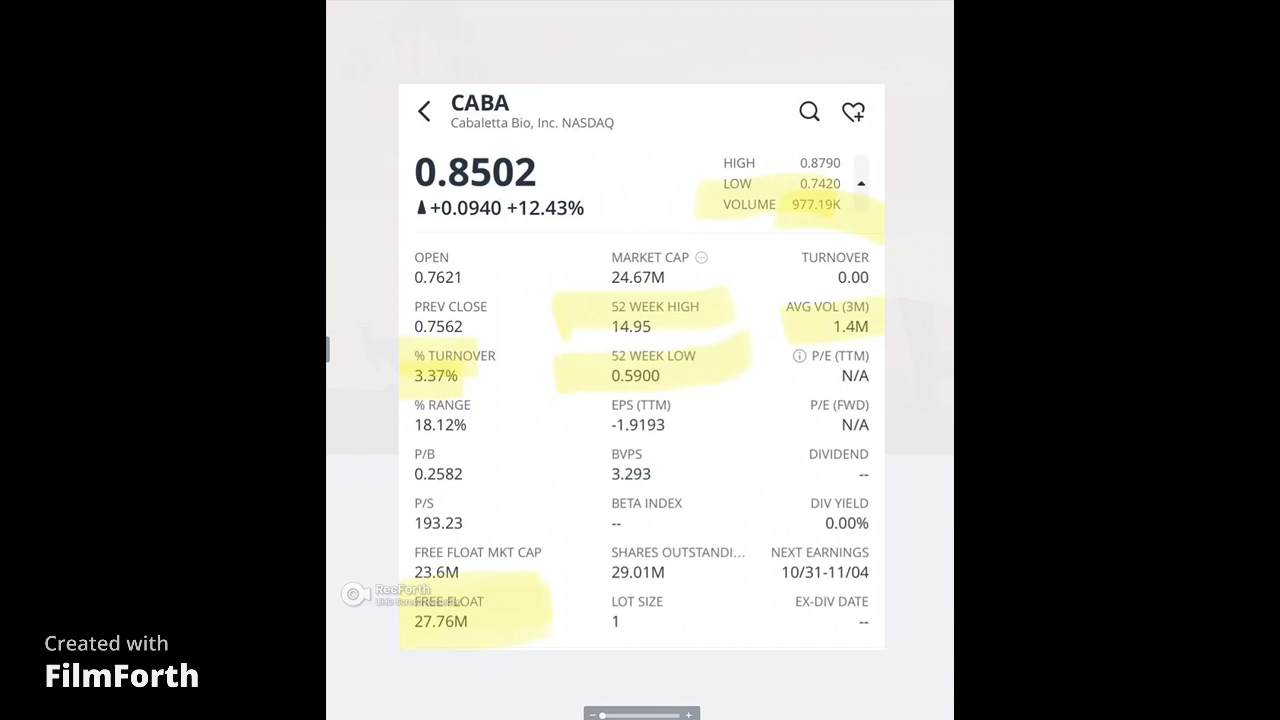 CABA
Cabaletta Bio, Inc. NASDAQ
0.8502
+0.0940 +12.43%
HIGH 0.8790
LOW 0.7420
VOLUME 977.19K
OPEN MARKET CAP TURNOVER
0.7621 24.67M 0.00
PREV CLOSE 52 WEEK HIGH AVG VOL (3M)
0.7562 14.95 1.4M
% TURNOVER 52 WEEK LOW P/E (TTM)
3.37% 0.5900 N/A
% RANGE EPS (TTM) P/E (FWD)
18.12% -1.9193 N/A
P/B BVPS DIVIDEND
0.2582 3.293 --
P/S BETA INDEX DIV YIELD
193.23 -- 0.00%
FREE FLOAT MKT CAP SHARES OUTSTANDI... NEXT EARNINGS
23.6M 29.01M 10/31-11/04
RecForth
FREE FLOAT LOT SIZE EX-DIV DATE
27.76M 1 --
Created with
FilmForth